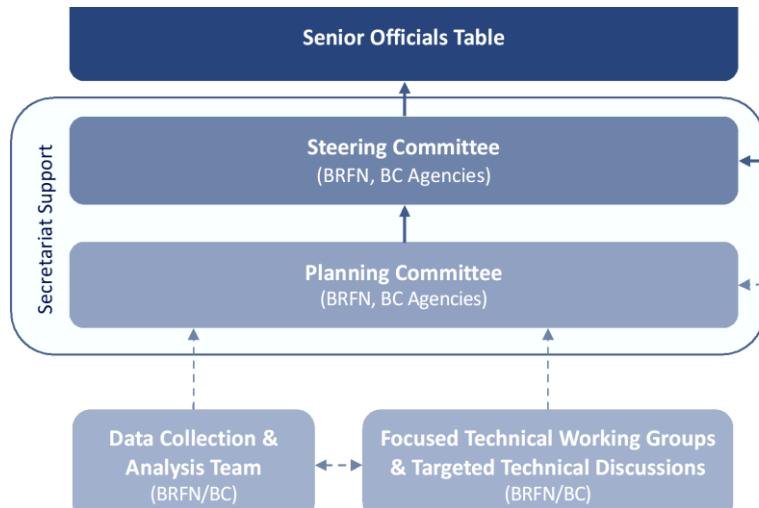 Senior Officials Table
Secretariat Support
Steering Committee
(BRFN, BC Agencies)
Planning Committee
(BRFN, BC Agencies)
Data Collection &
Analysis Team
(BRFN/BC)
Focused Technical Working Groups
& Targeted Technical Discussions
(BRFN/BC)